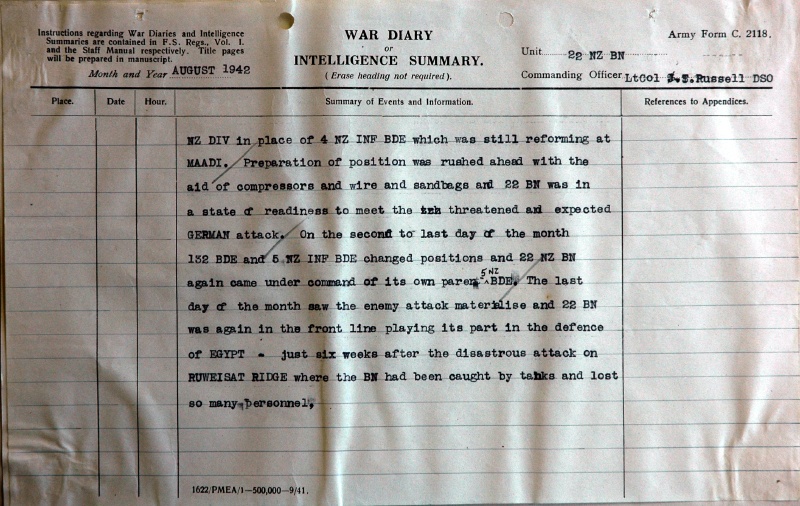 Instructions regarding War Diaries and Intelligence
Summaries are contained in F.S. Regs., Vol. I.
and the Staff Manual respectively. Title pages
will be prepared in manuscript.
Month and Year AUGUST 1942
WAR DIARY
or
INTELLIGENCE SUMMARY.
(Erase heading not required).
Army Form C. 2118.
Unit 22 NZ BN
Commanding Officer LtCol J.T.Russell DSO
Place. Date Hour. Summary of Events and Information. References to Appendices.
NZ DIV in place of 4 NZ INF BDE which was still reforming at
MAADI. Preparation of position was rushed ahead with the
aid of compressors and wire and sandbags and 22 BN was in
a state of readiness to meet the threatened and expected
GERMAN attack. On the second to last day of the month
132 BDE and 5 NZ INF BDE changed positions and 22 NZ BN
again came under command of its own parent 5 NZ BDE. The last
day of the month saw the enemy attack materialise and 22 BN
was again in the front line playing its part in the defence
of EGYPT - just six weeks after the disastrous attack on
RUWEISAT RIDGE where the BN had been caught by tanks and lost
so many personnel.
1622/PMEA/1—500,000—9/41.